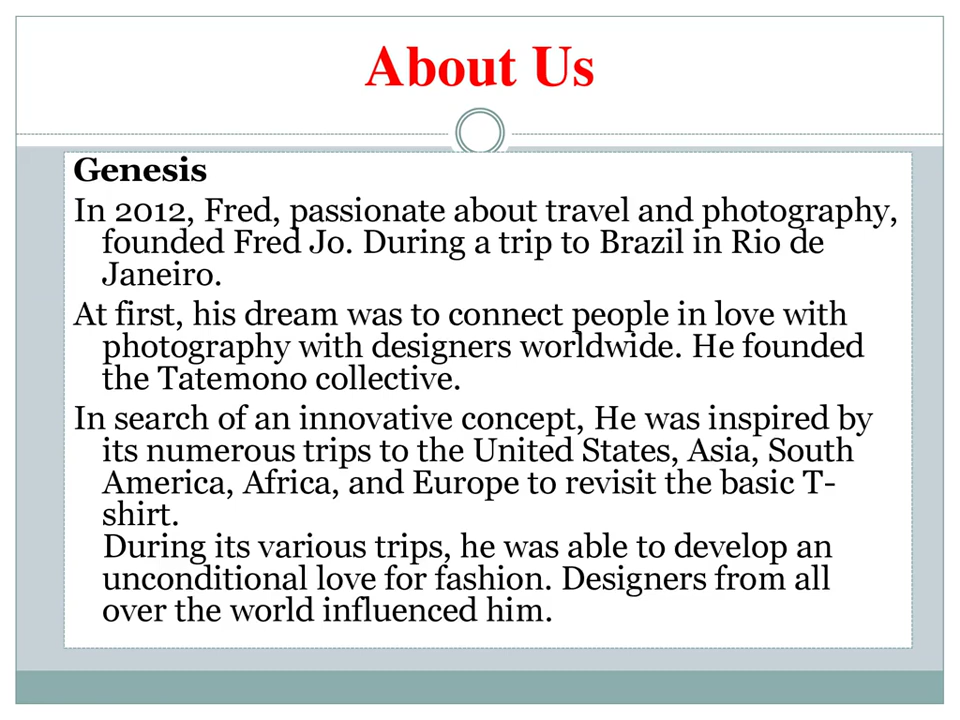 About Us
Genesis
In 2012, Fred, passionate about travel and photography,
founded Fred Jo. During a trip to Brazil in Rio de
Janeiro.
At first, his dream was to connect people in love with
photography with designers worldwide. He founded
the Tatemono collective.
In search of an innovative concept, He was inspired by
its numerous trips to the United States, Asia, South
America, Africa, and Europe to revisit the basic T-
shirt.
During its various trips, he was able to develop an
unconditional love for fashion. Designers from all
over the world influenced him.